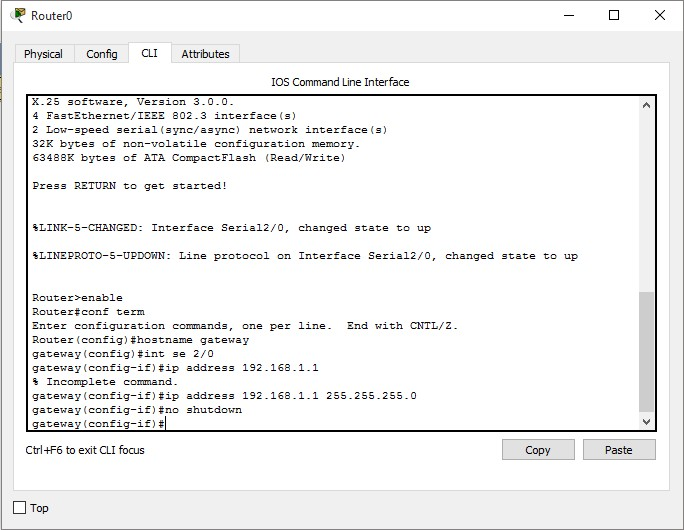 Router0
Physical Config CLI Attributes
IOS Command Line Interface
X.25 software, Version 3.0.0.
4 FastEthernet/IEEE 802.3 interface(s)
2 Low-speed serial(sync/async) network interface(s)
32K bytes of non-volatile configuration memory.
63488K bytes of ATA CompactFlash (Read/Write)
Press RETURN to get started!
%LINK-5-CHANGED: Interface Serial2/0, changed state to up
%LINEPROTO-5-UPDOWN: Line protocol on Interface Serial2/0, changed state to up
Router>enable
Router#conf term
Enter configuration commands, one per line.  End with CNTL/Z.
Router(config)#hostname gateway
gateway(config)#int se 2/0
gateway(config-if)#ip address 192.168.1.1
% Incomplete command.
gateway(config-if)#ip address 192.168.1.1 255.255.255.0
gateway(config-if)#no shutdown
gateway(config-if)#
Ctrl+F6 to exit CLI focus
Copy Paste
Top